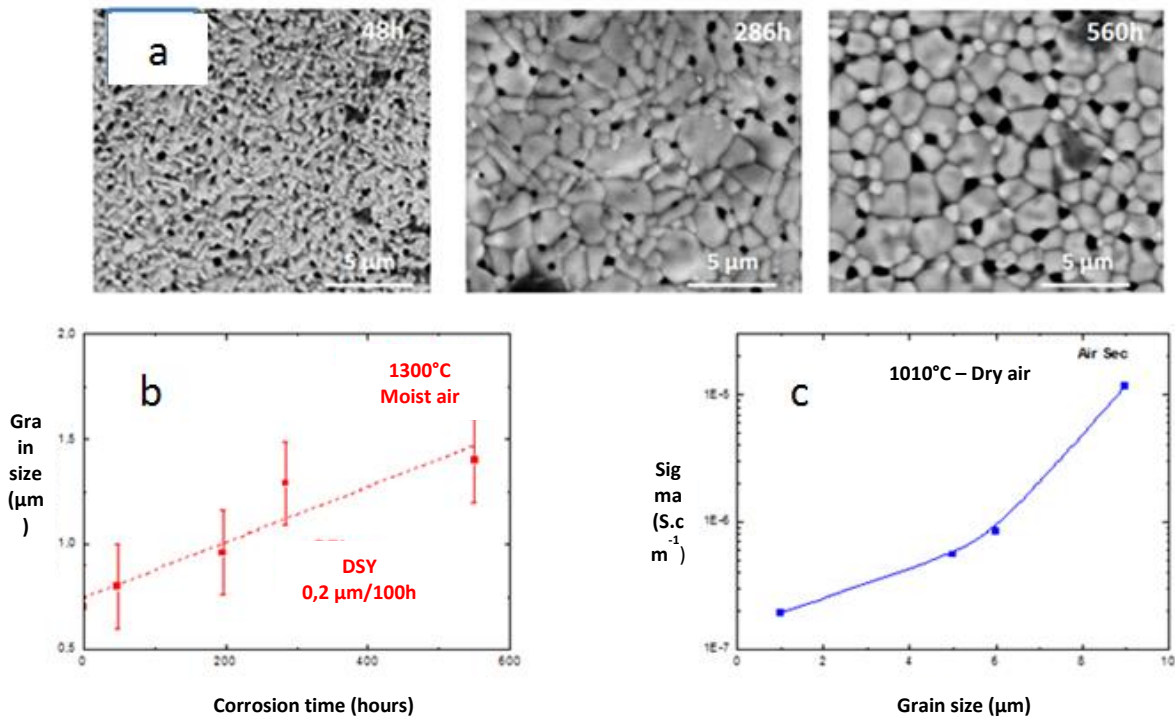 a
48h
286h
560h
5 µm
5 µm
5 µm
2.0
1.5
1.0
0.5
Gra
in
size
(µm
)
b
1300°C
Moist air
DSY
0,2 µm/100h
0
200
400
600
Corrosion time (hours)
Air Sec
1010°C – Dry air
c
1E-5
1E-6
1E-7
Sig
ma
(S.c
m-1)
0
2
4
6
8
10
Grain size (µm)